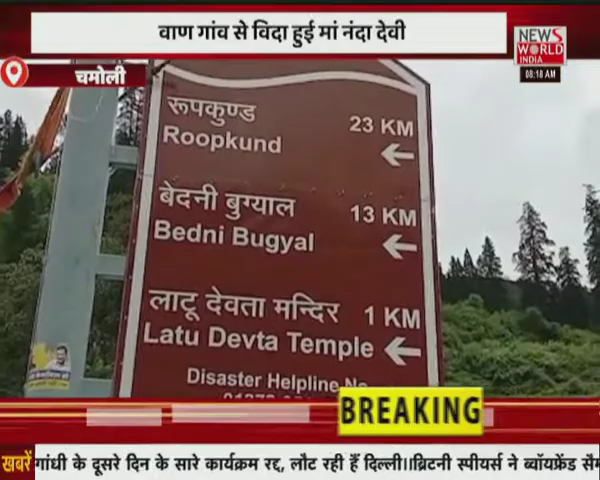 वाण गांव से विदा हुई मां नंदा देवी
NEWS
WORLD
INDIA
08:18 AM
चमोली
रूपकुण्ड
Roopkund
23 KM
बेदनी बुग्याल
Bedni Bugyal
13 KM
लाटू देवता मन्दिर
Latu Devta Temple
1 KM
Disaster Helpline No
BREAKING
खबरें गांधी के दूसरे दिन के सारे कार्यक्रम रद्द, लौट रही हैं दिल्ली॥ब्रिटनी स्पीयर्स ने ब्वॉयफ्रेंड